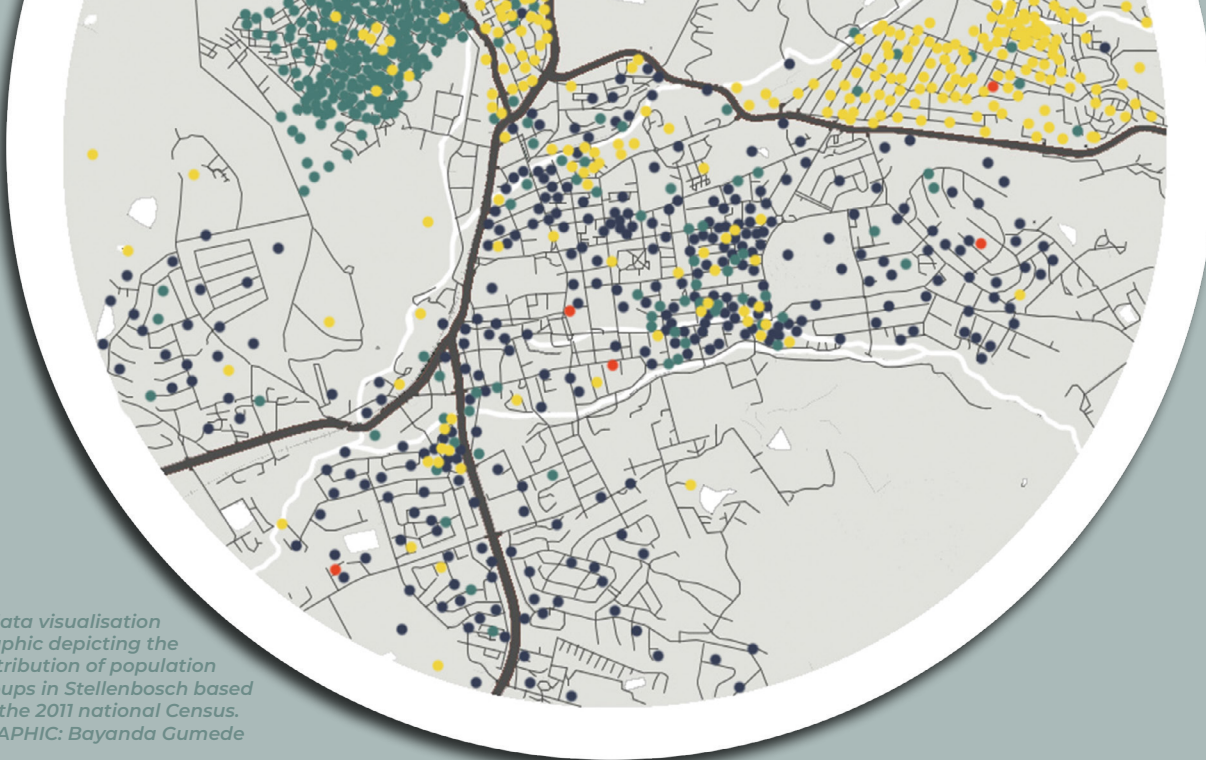 ata visualisation
phic depicting the
tribution of population
ups in Stellenbosch based
the 2011 national Census.
APHIC: Bayanda Gumede